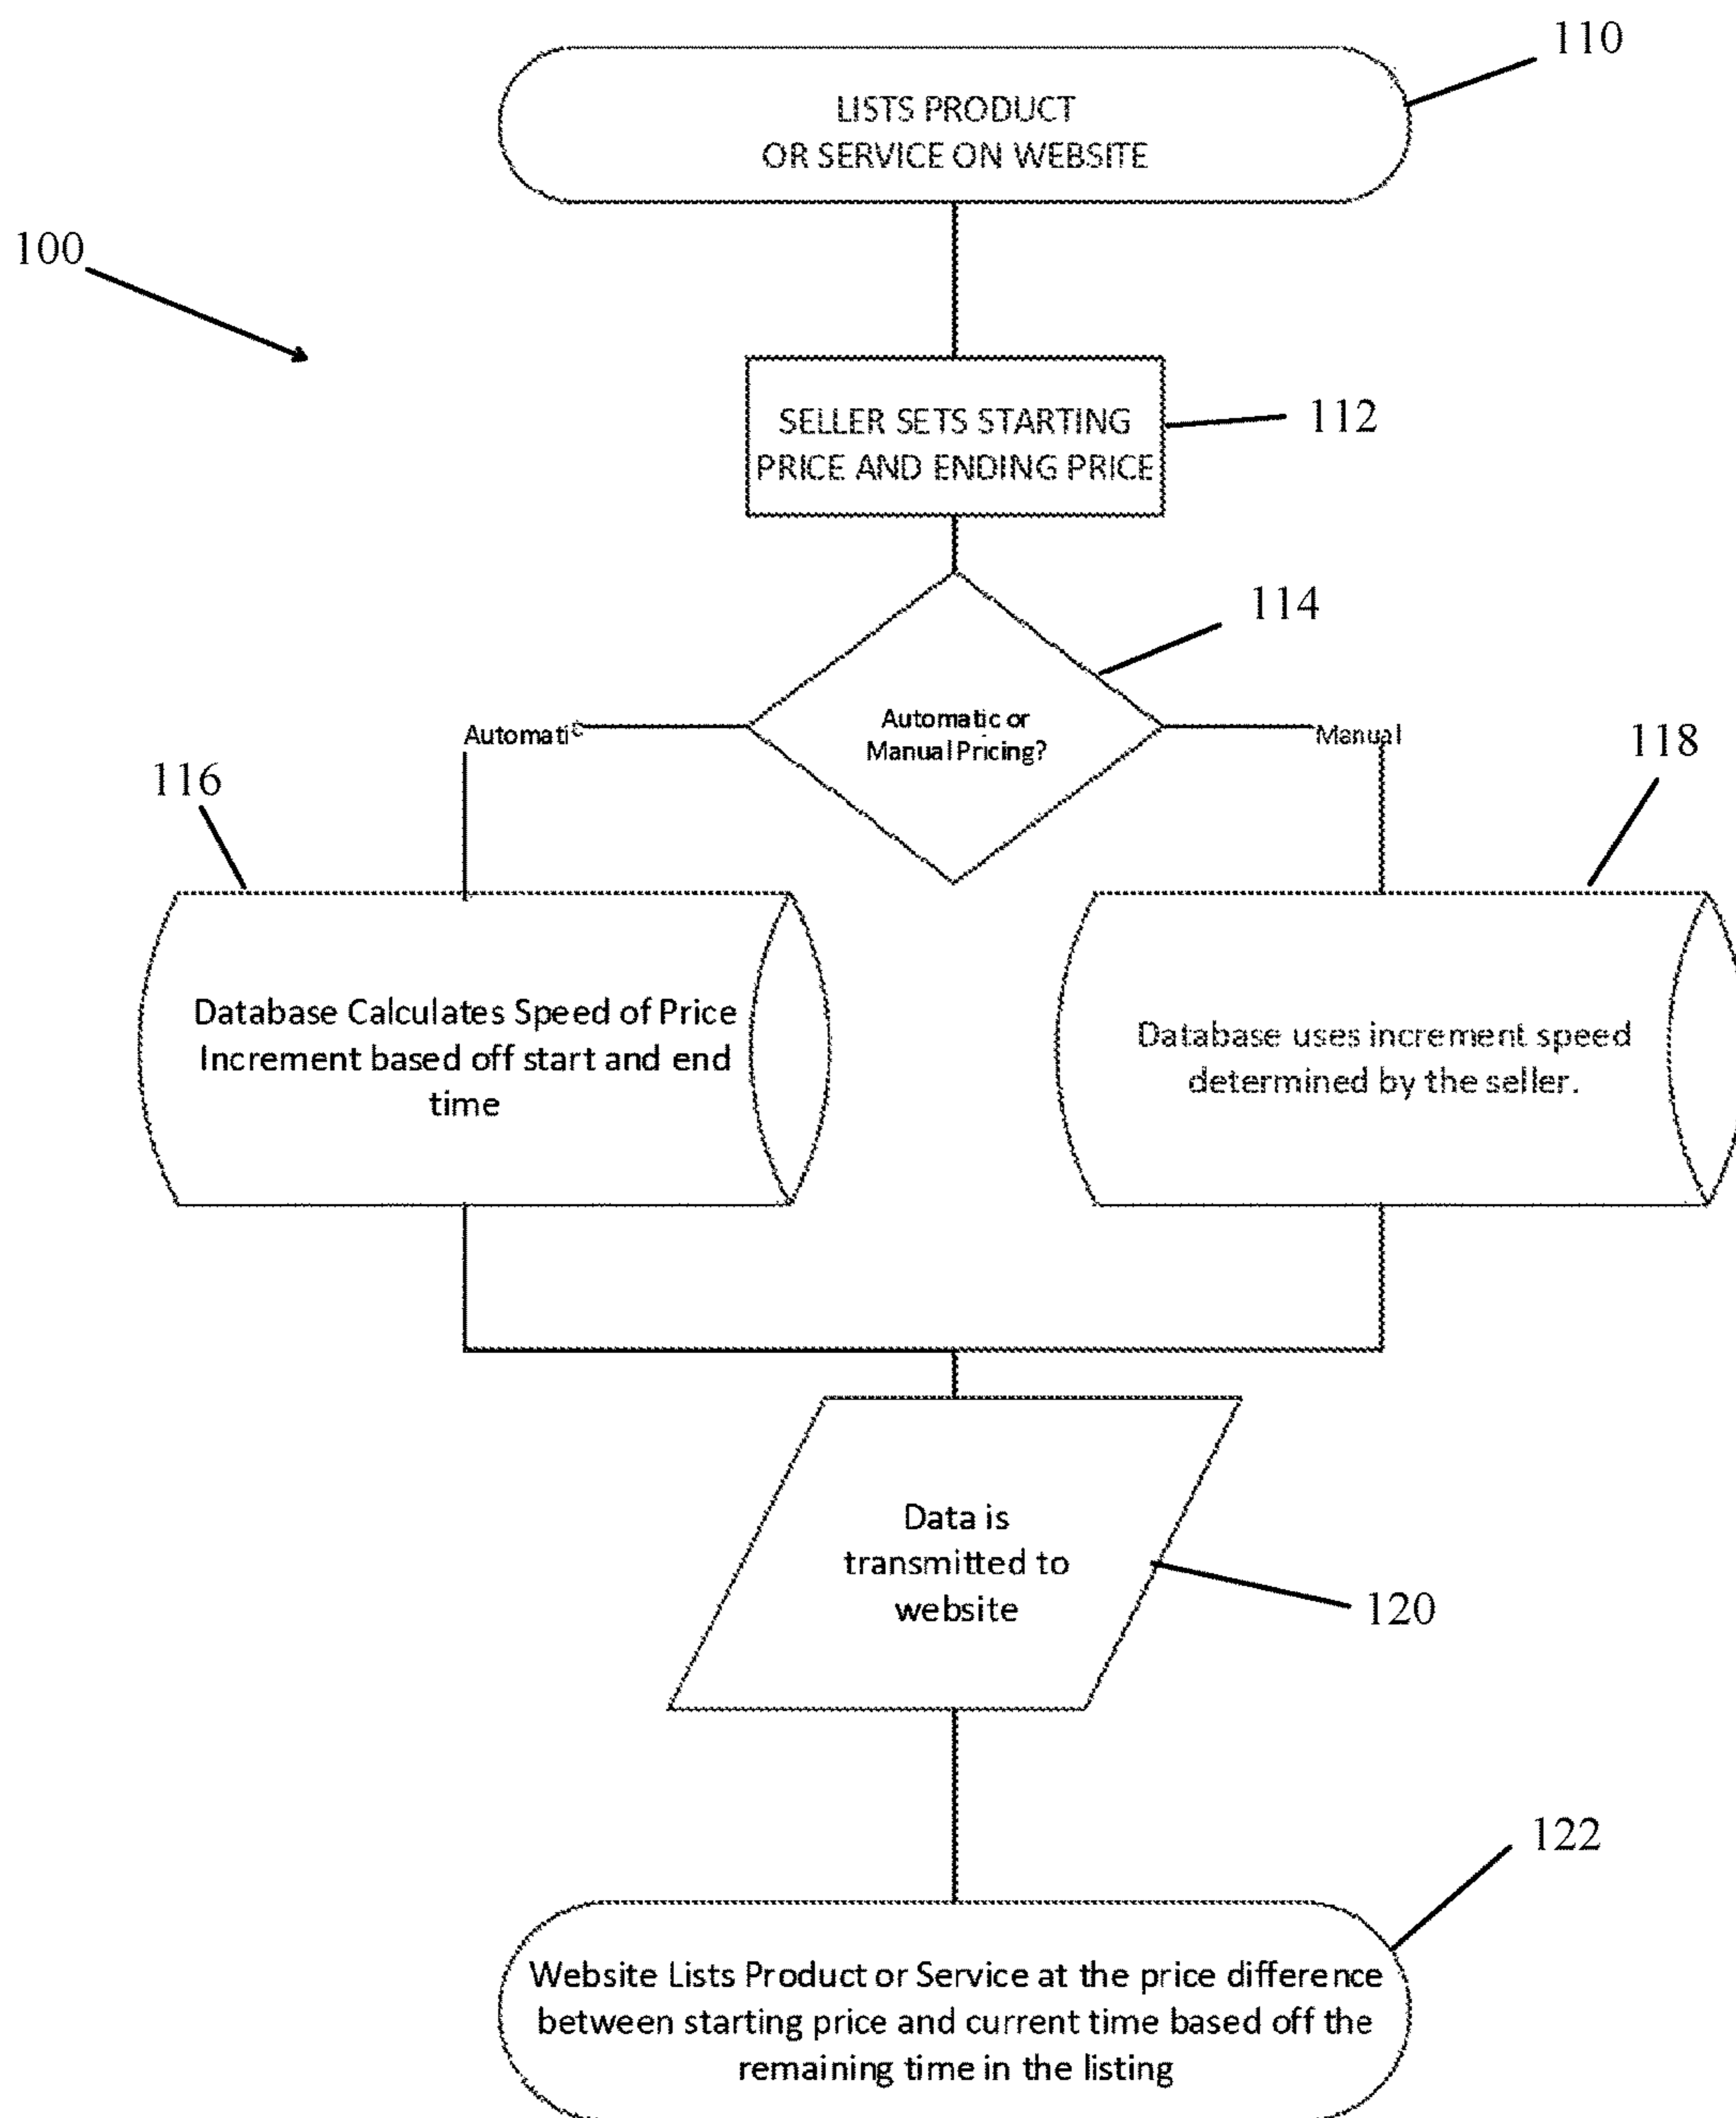 110
LISTS PRODUCT
OR SERVICE ON WEBSITE
100
SELLER SETS STARTING
PRICE AND ENDING PRICE
112
114
Automatic or
Manual Pricing?
Automatic
Manual
116
118
Database Calculates Speed of Price
Increment based off start and end
time
Database uses increment speed
determined by the seller.
Data is
transmitted to
website
120
122
Website Lists Product or Service at the price difference
between starting price and current time based off the
remaining time in the listing